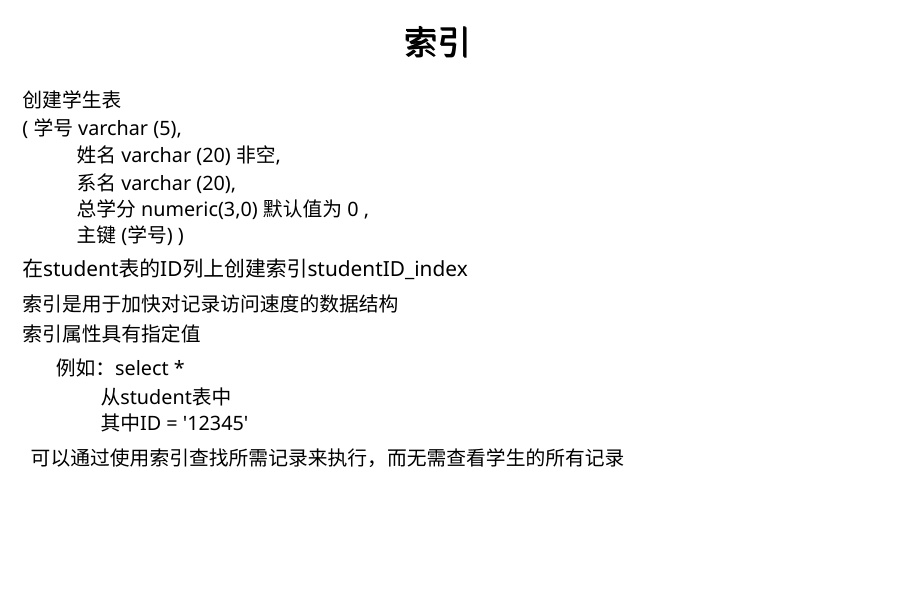 索引
创建学生表
( 学号 varchar (5),
姓名 varchar (20) 非空,
系名 varchar (20),
总学分 numeric(3,0) 默认值为 0 ,
主键 (学号) )
在student表的ID列上创建索引studentID_index
索引是用于加快对记录访问速度的数据结构
索引属性具有指定值
例如：select *
从student表中
其中ID = '12345'
可以通过使用索引查找所需记录来执行，而无需查看学生的所有记录